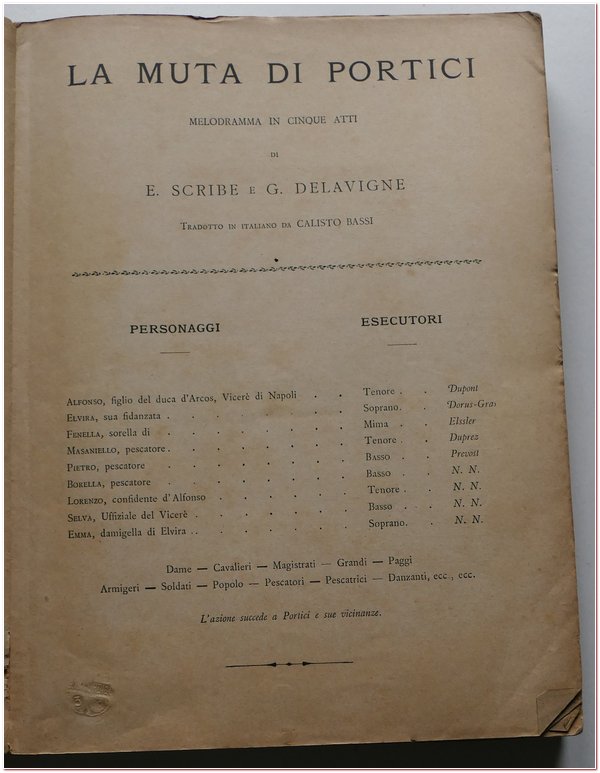 LA MUTA DI PORTICI
MELODRAMMA IN CINQUE ATTI
DI
E. SCRIBE E G. DELAVIGNE
TRADOTTO IN ITALIANO DA CALISTO BASSI
PERSONAGGI ESECUTORI
ALFONSO, figlio del duca d'Arcos, Vicerè di Napoli . . Tenore . . Dupont
ELVIRA, sua fidanzata . . . . . . . Soprano. . Dorus-Gras
FENELLA, sorella di . . . . . . . Mima . . Elssler
MASANIELLO, pescatore . . . . . . . Tenore . . Duprez
PIETRO, pescatore . . . . . . . Basso . . Prevost
BORELLA, pescatore . . . . . . . Basso . . N. N.
LORENZO, confidente d'Alfonso . . . . . Tenore . . N. N.
SELVA, Uffiziale del Vicerè . . . . . . Basso . . N. N.
EMMA, damigella di Elvira . . . . . . . Soprano. . N. N.
Dame — Cavalieri — Magistrati — Grandi — Paggi
Armigeri — Soldati — Popolo — Pescatori — Pescatrici — Danzanti, ecc., ecc.
L'azione succede a Portici e sue vicinanze.